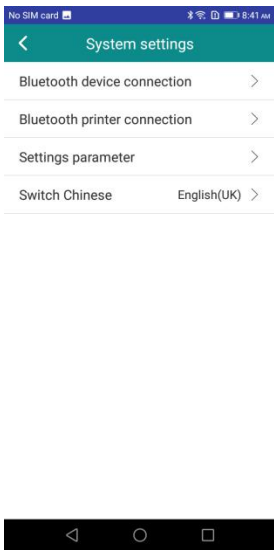 No SIM card 8:41 AM
System settings
Bluetooth device connection
Bluetooth printer connection
Settings parameter
Switch Chinese English(UK)